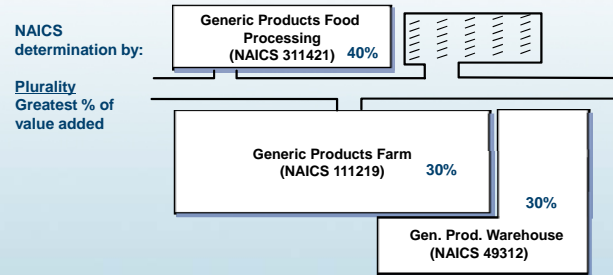 NAICS
determination by:
Plurality
Greatest % of
value added
Generic Products Food
Processing
(NAICS 311421) 40%
Generic Products Farm
(NAICS 111219) 30%
30%
Gen. Prod. Warehouse
(NAICS 49312)